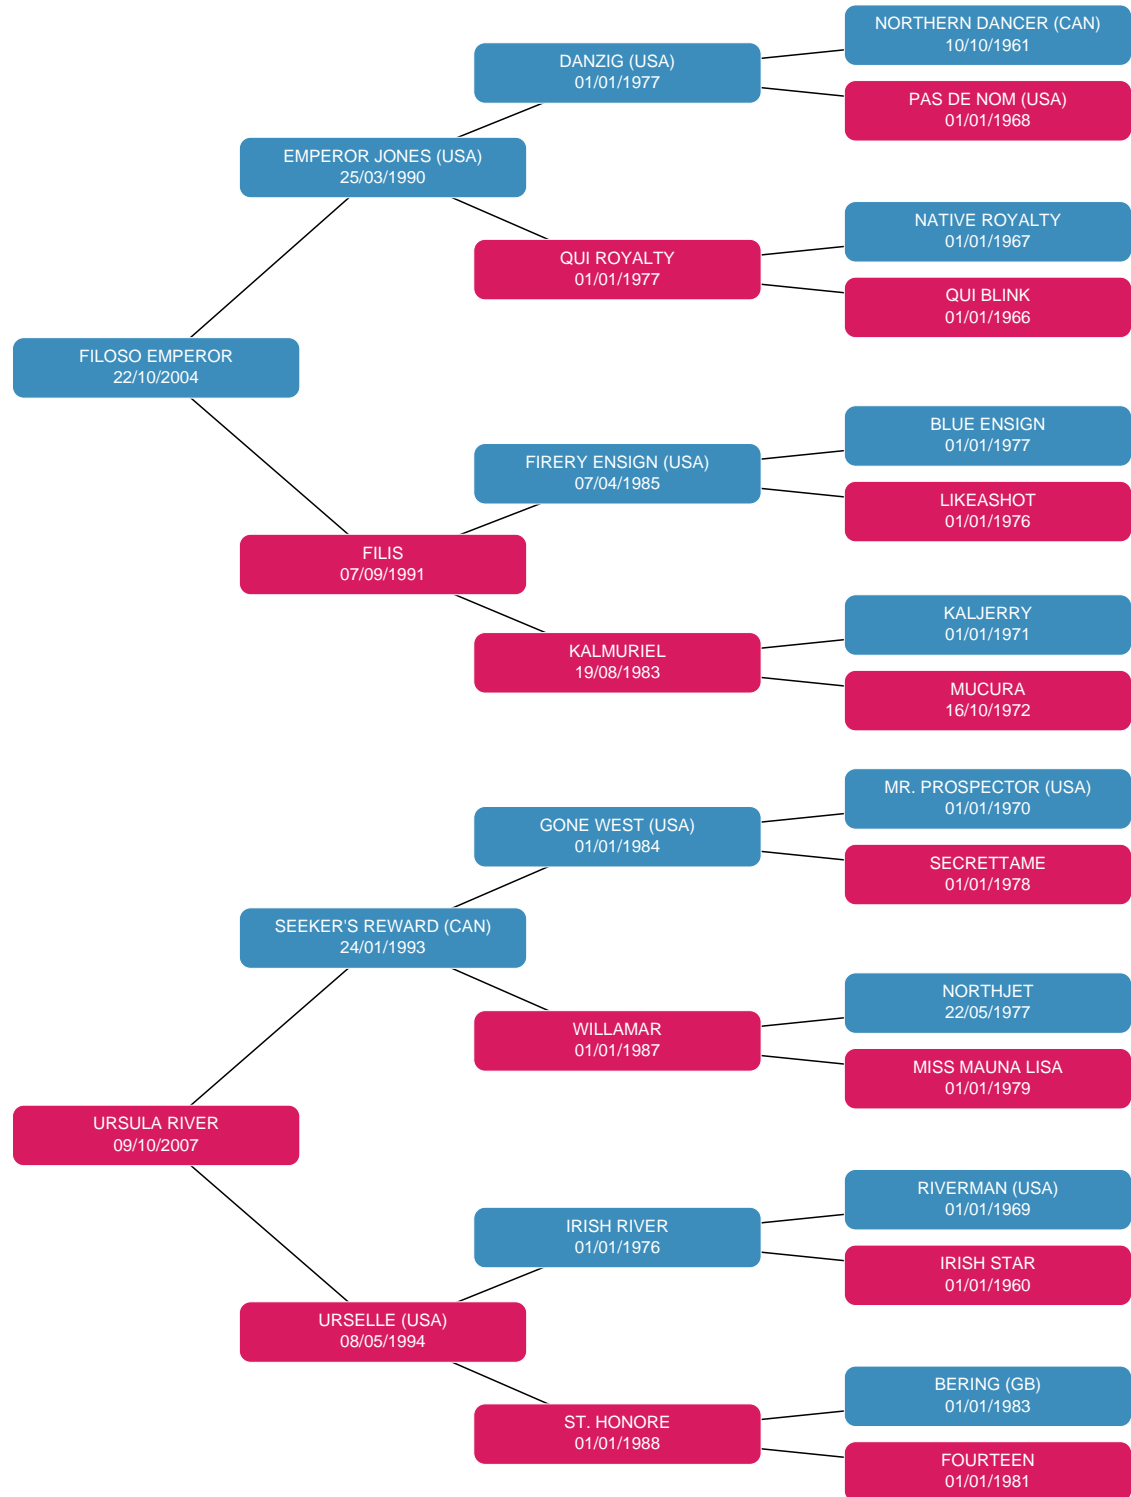 NORTHERN DANCER (CAN)
10/10/1961
DANZIG (USA)
01/01/1977
PAS DE NOM (USA)
01/01/1968
EMPEROR JONES (USA)
25/03/1990
NATIVE ROYALTY
01/01/1967
QUI ROYALTY
01/01/1977
QUI BLINK
01/01/1966
FILOSO EMPEROR
22/10/2004
BLUE ENSIGN
01/01/1977
FIRERY ENSIGN (USA)
07/04/1985
LIKEASHOT
01/01/1976
FILIS
07/09/1991
KALJERRY
01/01/1971
KALMURIEL
19/08/1983
MUCURA
16/10/1972
MR. PROSPECTOR (USA)
01/01/1970
GONE WEST (USA)
01/01/1984
SECRETTAME
01/01/1978
SEEKER'S REWARD (CAN)
24/01/1993
NORTHJET
22/05/1977
WILLAMAR
01/01/1987
MISS MAUNA LISA
01/01/1979
URSULA RIVER
09/10/2007
RIVERMAN (USA)
01/01/1969
IRISH RIVER
01/01/1976
IRISH STAR
01/01/1960
URSELLE (USA)
08/05/1994
BERING (GB)
01/01/1983
ST. HONORE
01/01/1988
FOURTEEN
01/01/1981